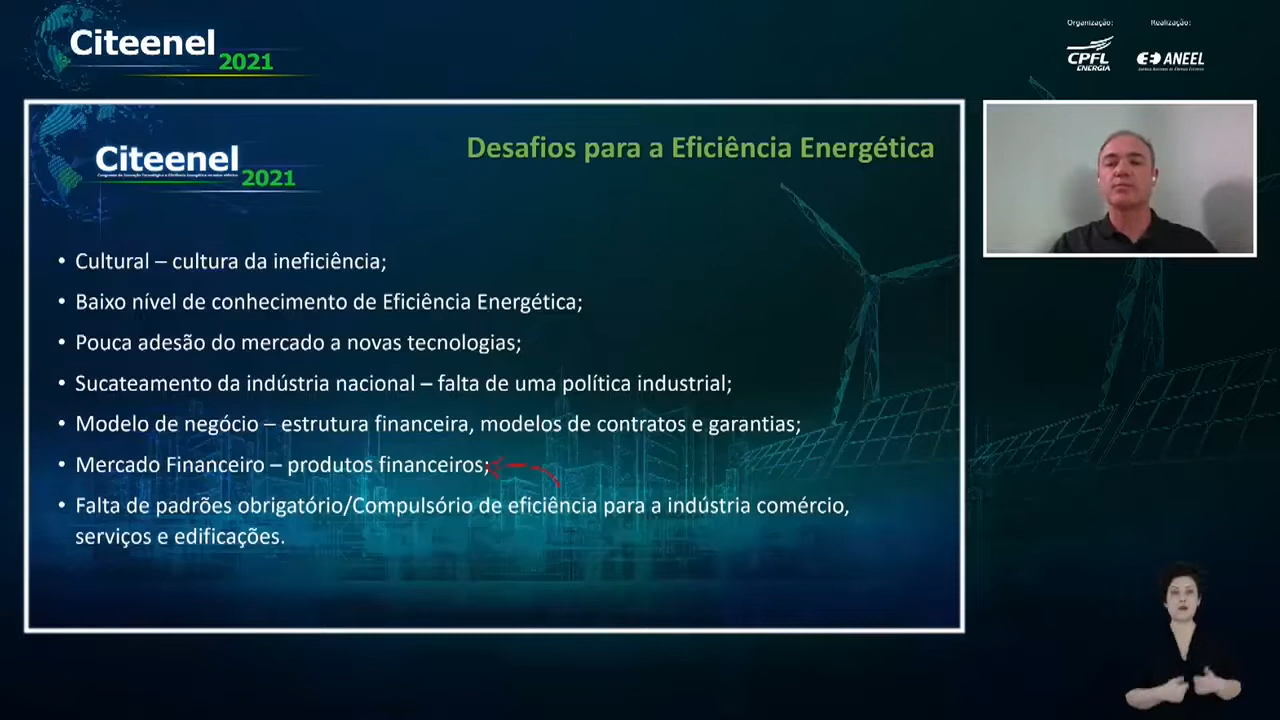 Citeenel
2021
Organização:
Realização:
CPFL
ENERGIA
ANEEL
Citeenel
2021
Desafios para a Eficiência Energética
• Cultural – cultura da ineficiência;
• Baixo nível de conhecimento de Eficiência Energética;
• Pouca adesão do mercado a novas tecnologias;
• Sucateamento da indústria nacional – falta de uma política industrial;
• Modelo de negócio – estrutura financeira, modelos de contratos e garantias;
• Mercado Financeiro – produtos financeiros;
• Falta de padrões obrigatório/Compulsório de eficiência para a indústria comércio,
serviços e edificações.